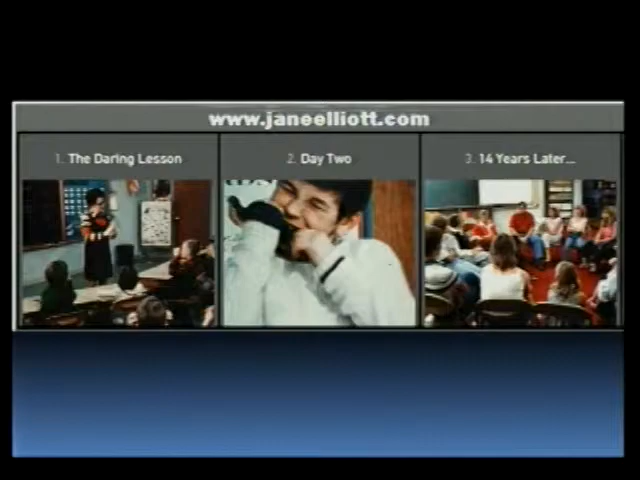 www.janeelliott.com
1. The Daring Lesson
2. Day Two
3. 14 Years Later...